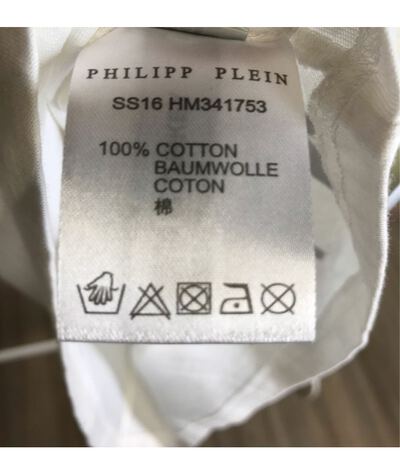 PHILIPP PLEIN
SS16 HM341753
100% COTTON
BAUMWOLLE
COTON
棉